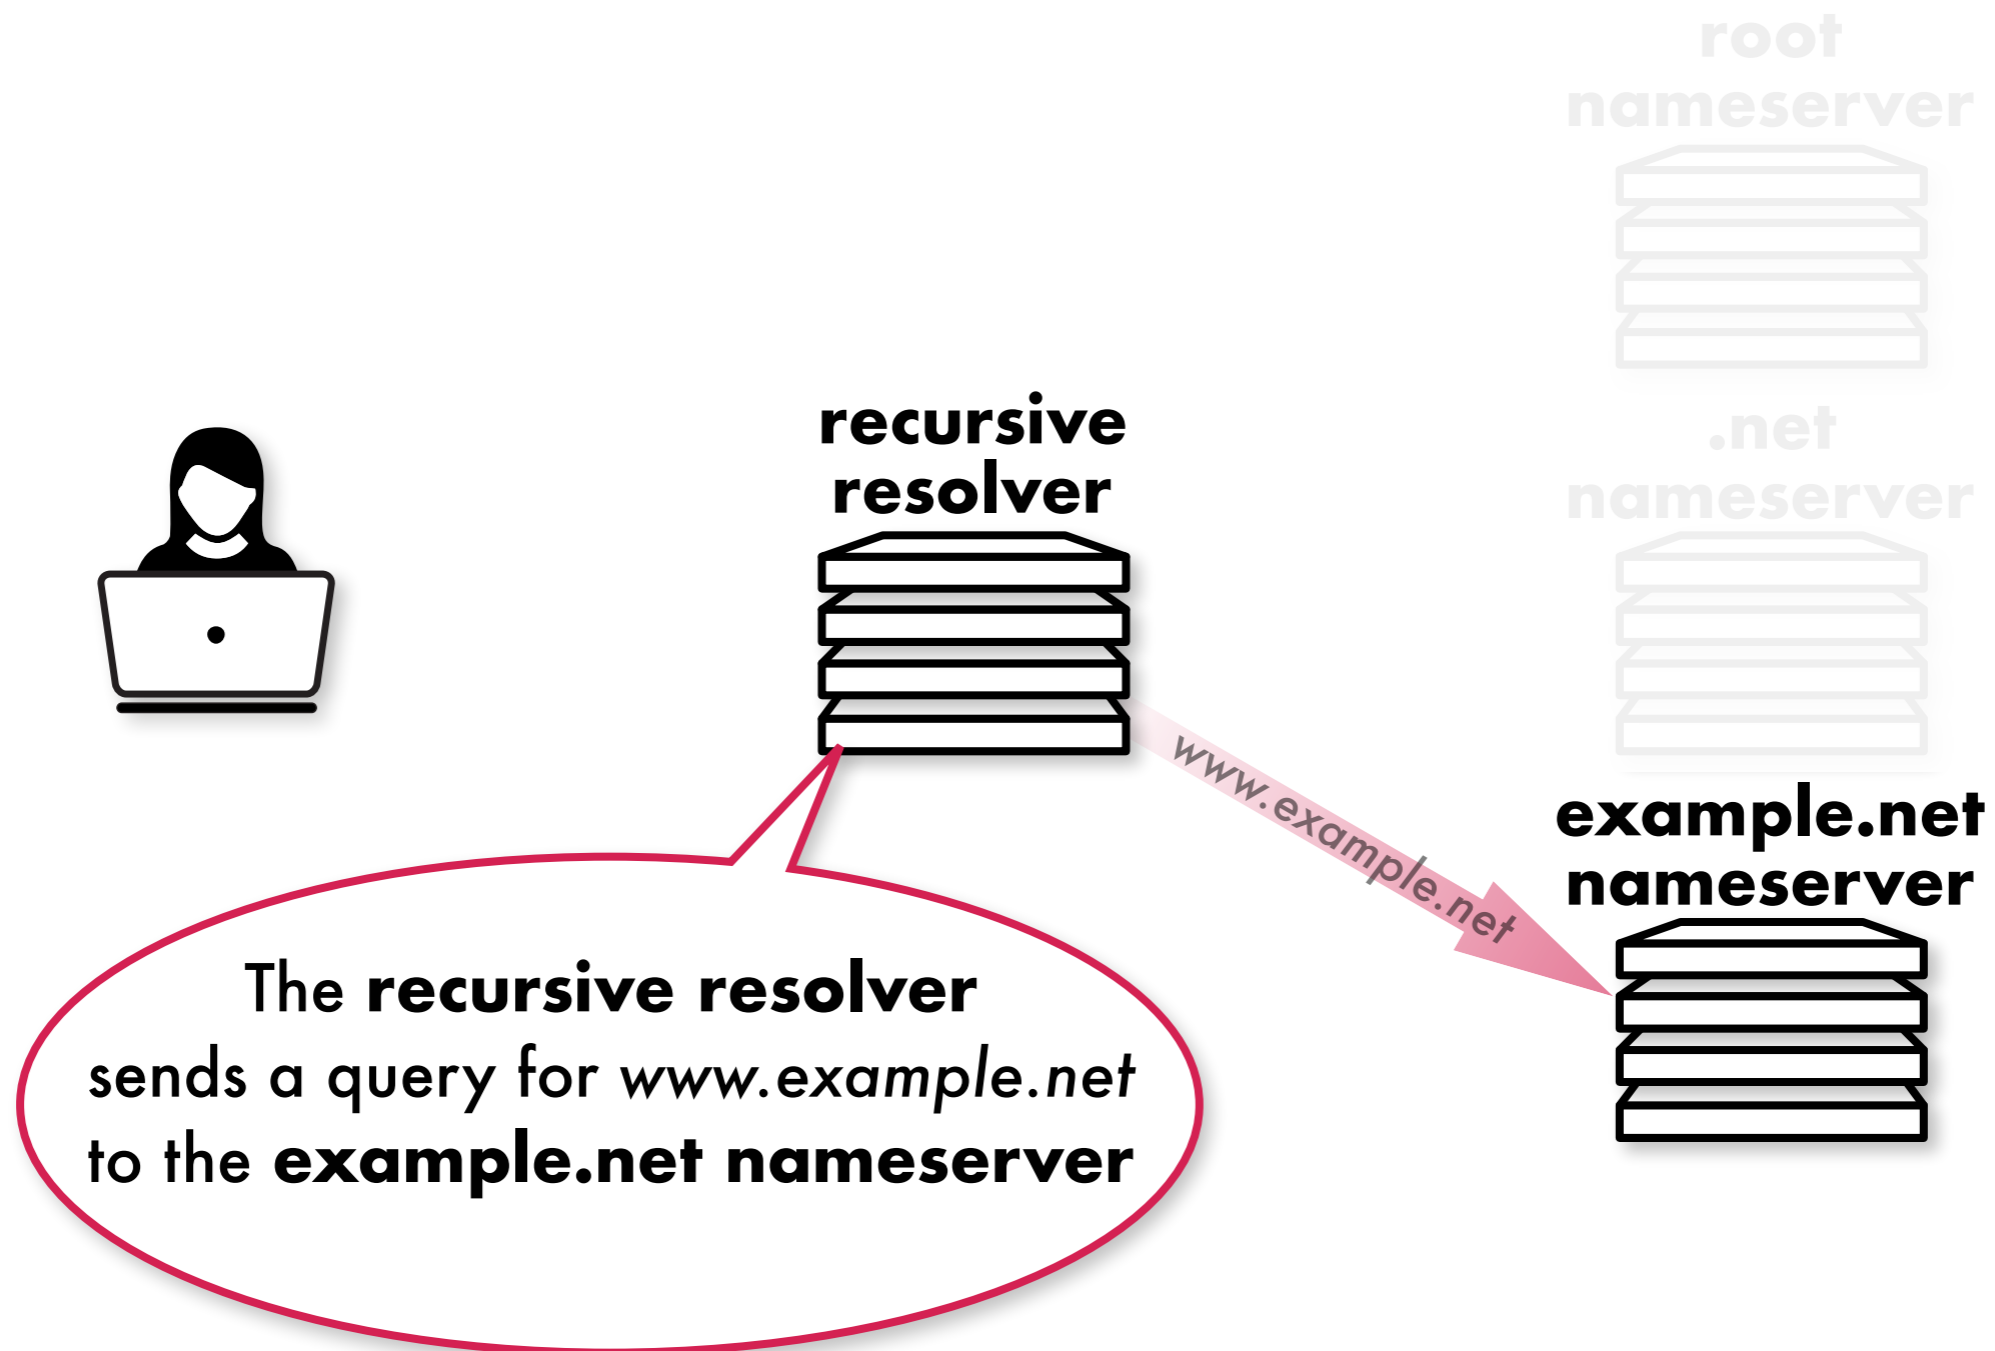 root
nameserver
.net
nameserver
recursive
resolver
www.example.net
example.net
nameserver
The recursive resolver
sends a query for www.example.net
to the example.net nameserver